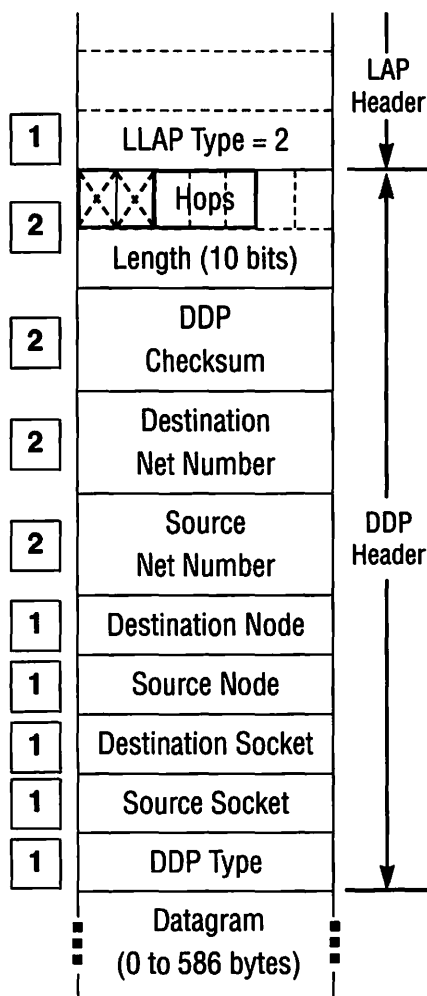 LAP
Header
1
LLAP Type = 2
Hops
2
Length (10 bits)
2
DDP
Checksum
2
Destination
Net Number
2
Source
Net Number
DDP
Header
1
Destination Node
1
Source Node
1
Destination Socket
1
Source Socket
1
DDP Type
Datagram
(0 to 586 bytes)